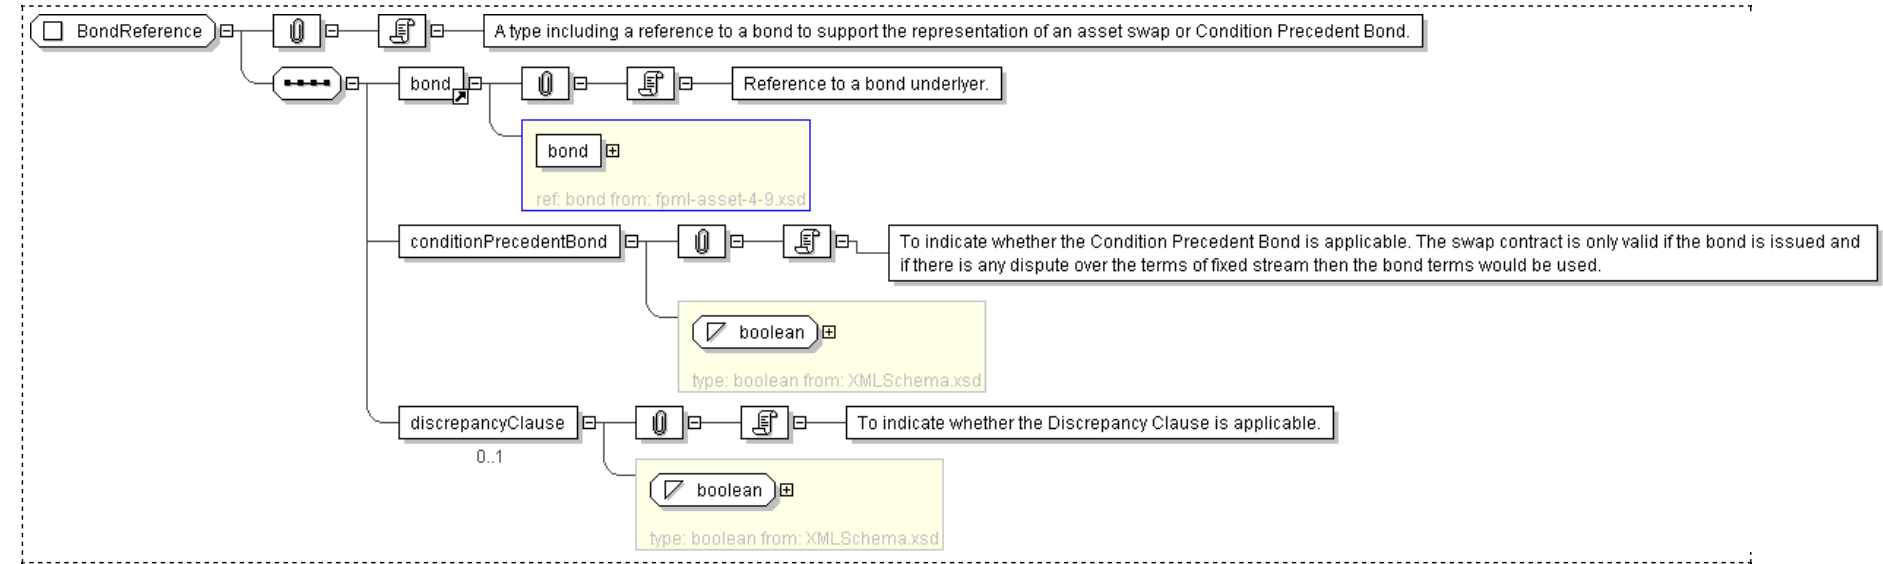 BondReference
A type including a reference to a bond to support the representation of an asset swap or Condition Precedent Bond.
bond
Reference to a bond underlyer.
bond
ref: bond from: fpml-asset-4-9.xsd
conditionPrecedentBond
To indicate whether the Condition Precedent Bond is applicable. The swap contract is only valid if the bond is issued and
if there is any dispute over the terms of fixed stream then the bond terms would be used.
boolean
type: boolean from: XMLSchema.xsd
discrepancyClause
To indicate whether the Discrepancy Clause is applicable.
0..1
boolean
type: boolean from: XMLSchema.xsd